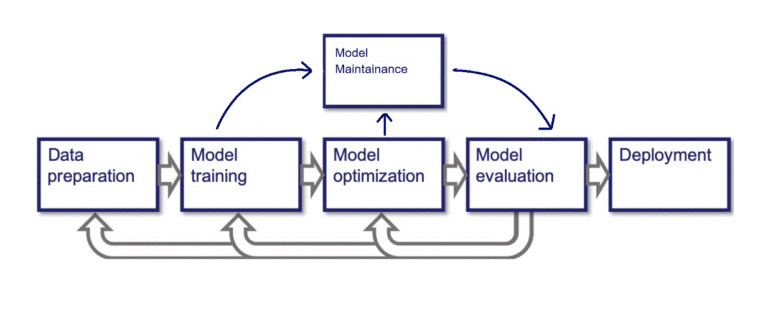 Model
Maintainance
Data
preparation
Model
training
Model
optimization
Model
evaluation
Deployment